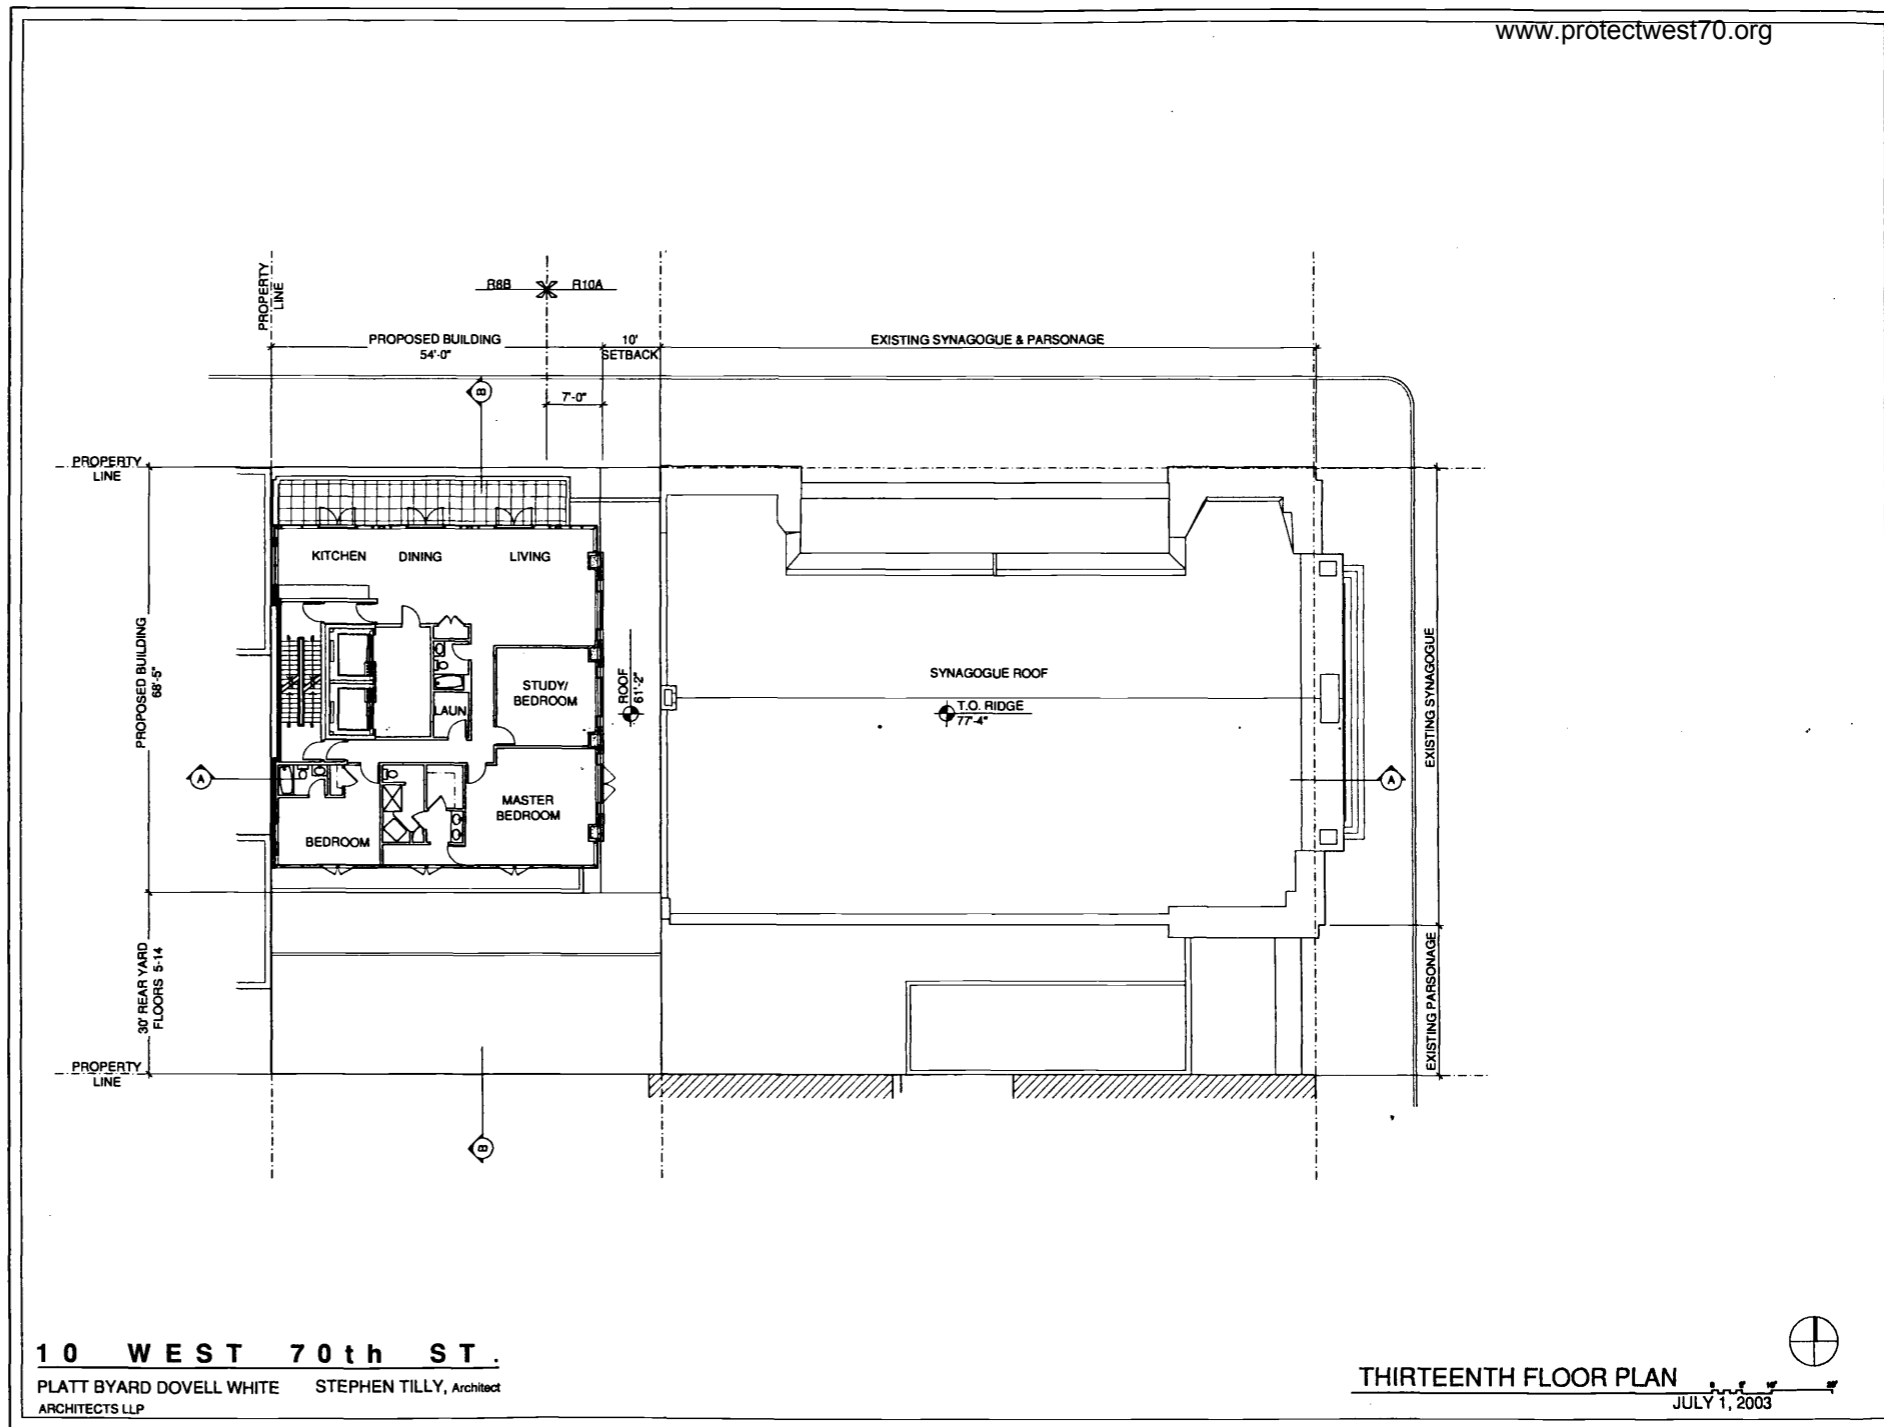 www.protectwest70.org
PROPERTY
LINE
R8B
R10A
PROPOSED BUILDING
54'-0"
10'
SETBACK
EXISTING SYNAGOGUE & PARSONAGE
B
7'-0"
PROPERTY
LINE
KITCHEN
DINING
LIVING
PROPOSED BUILDING
68'-5"
STUDY/
BEDROOM
LAUN
ROOF
61'-2"
SYNAGOGUE ROOF
T.O. RIDGE
77'-4"
EXISTING SYNAGOGUE
A
A
MASTER
BEDROOM
BEDROOM
30' REAR YARD
FLOORS 5-14
EXISTING PARSONAGE
PROPERTY
LINE
B
10 WEST 70th ST.
PLATT BYARD DOVELL WHITE STEPHEN TILLY, Architect
ARCHITECTS LLP
THIRTEENTH FLOOR PLAN
JULY 1, 2003